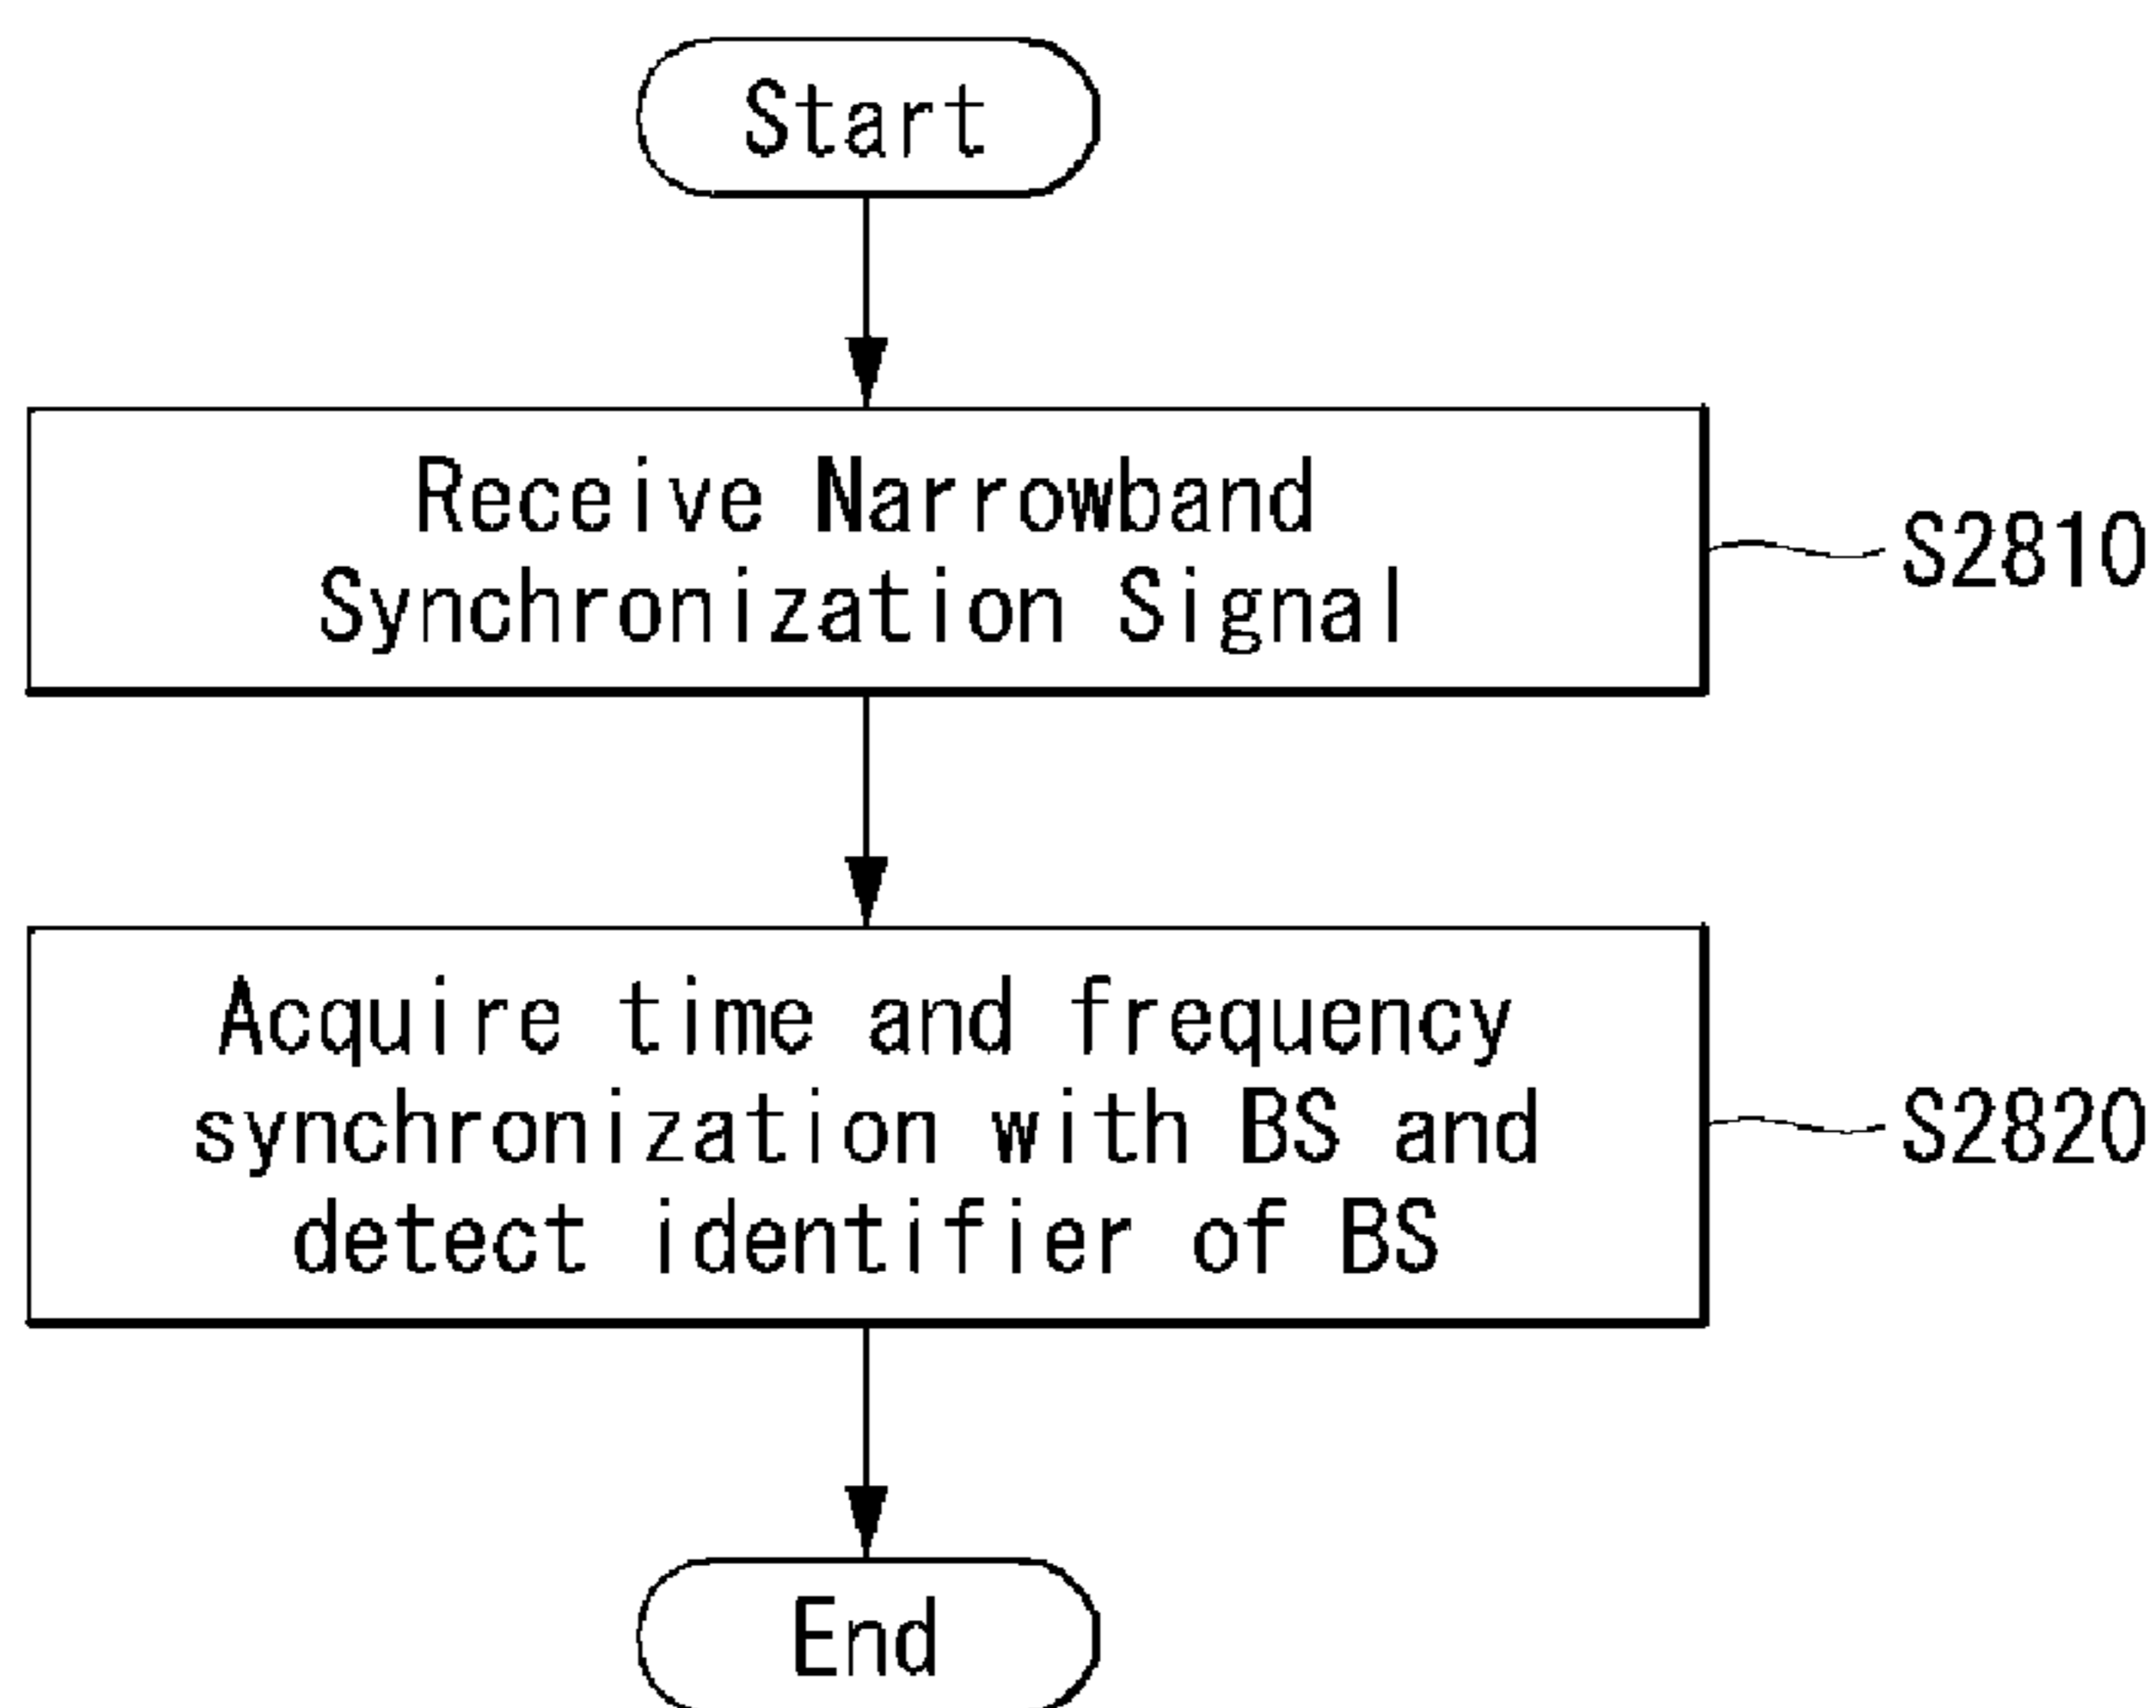 Start
Receive Narrowband
Synchronization Signal
S2810
Acquire time and frequency
synchronization with BS and
detect identifier of BS
S2820
End